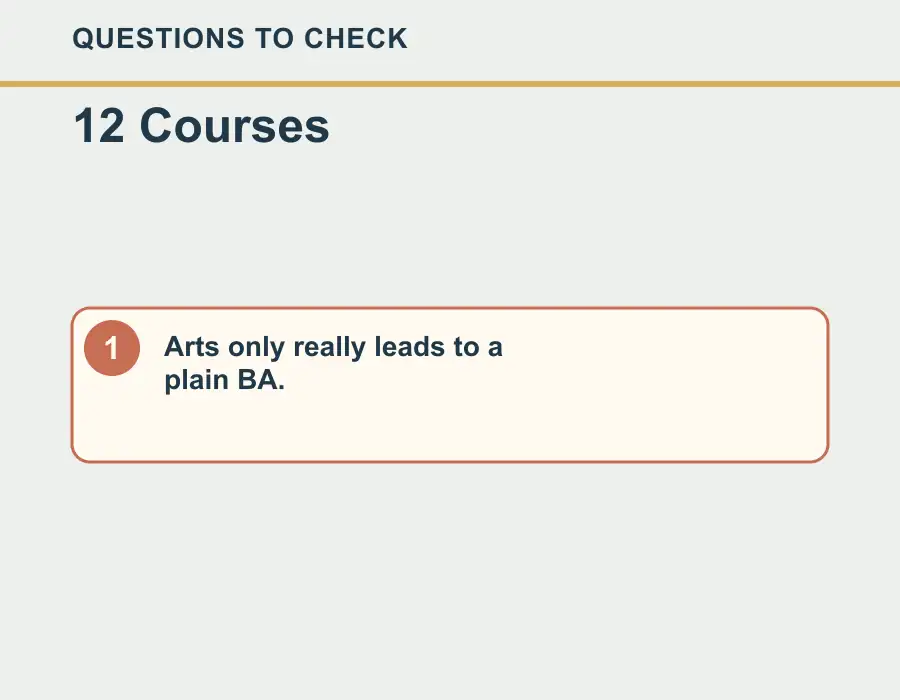 QUESTIONS TO CHECK
12 Courses
1
Arts only really leads to a
plain BA.